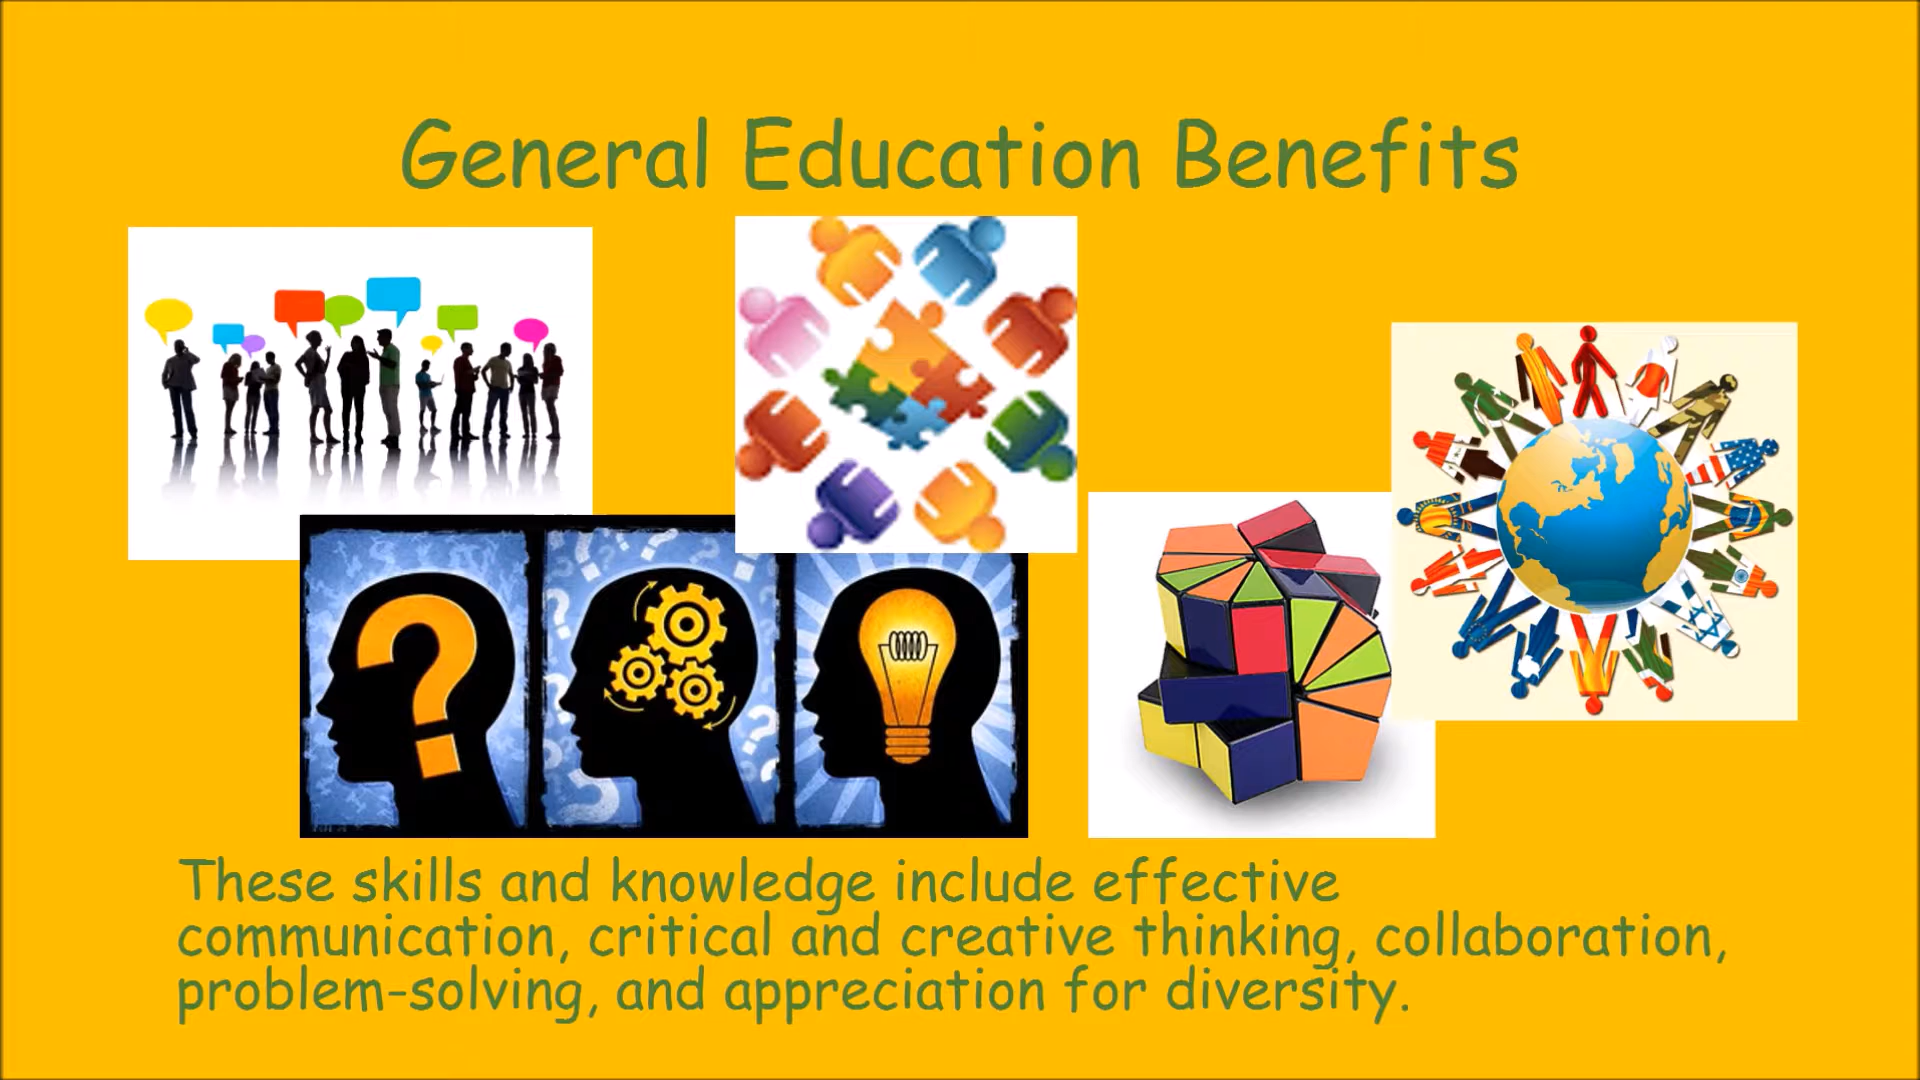 General Education Benefits
These skills and knowledge include effective
communication, critical and creative thinking, collaboration,
problem-solving, and appreciation for diversity.